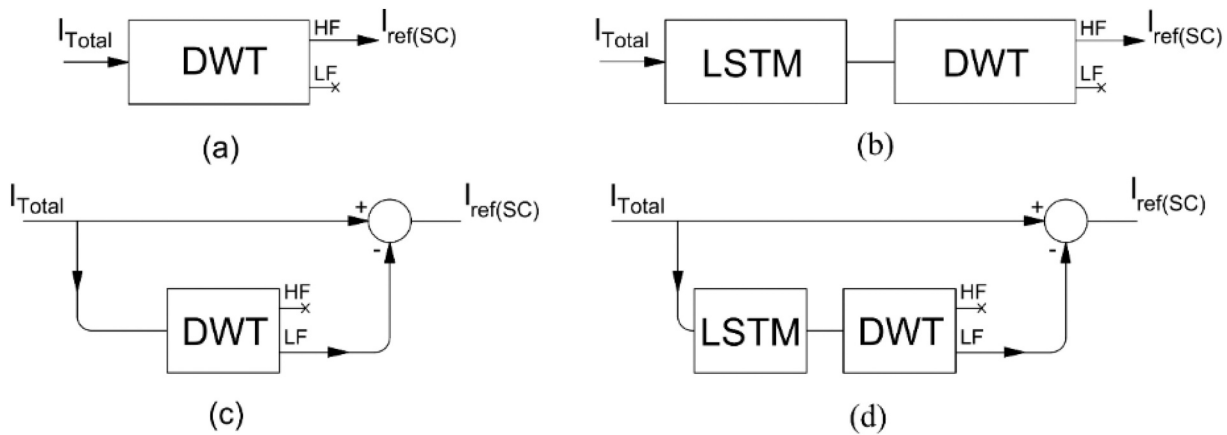 I_Total
DWT
HF
LF
I_ref(SC)
(a)
I_Total
LSTM
DWT
HF
LF
I_ref(SC)
(b)
I_Total
+
-
I_ref(SC)
DWT
HF
LF
(c)
I_Total
+
-
I_ref(SC)
LSTM
DWT
HF
LF
(d)